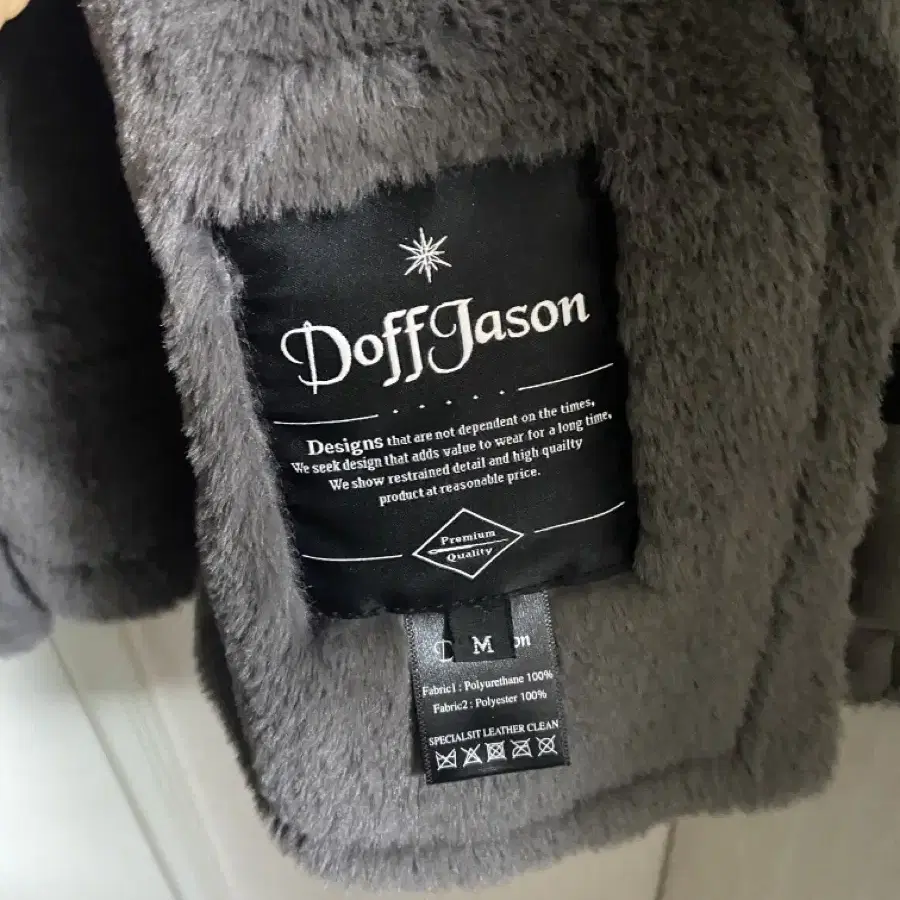 DoffJason
Designs that are not dependent on the times,
We seek design that adds value to wear for a long time,
We show restrained detail and high quailty
product at reasonable price.
Premium
Quality
M
on
Fabric1 : Polyurethane 100%
Fabric2 : Polyester 100%
SPECIALSIT LEATHER CLEAN